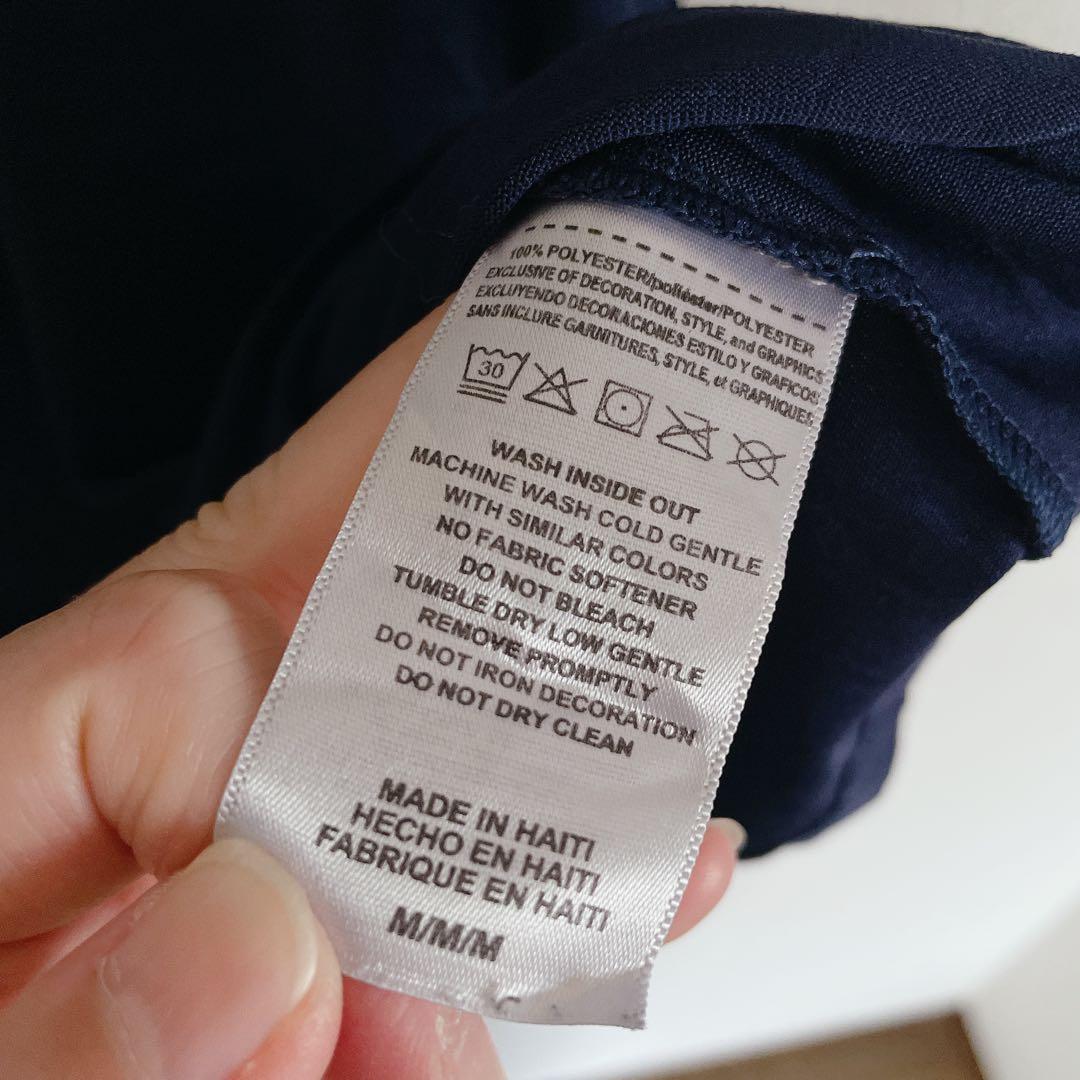 100% POLYESTER/poliéster/POLYESTER
EXCLUSIVE OF DECORATION, STYLE, and GRAPHICS
EXCLUYENDO DECORACIONES ESTILO Y GRAFICOS
SANS INCLURE GARNITURES, STYLE, et GRAPHIQUES
30
WASH INSIDE OUT
MACHINE WASH COLD GENTLE
WITH SIMILAR COLORS
NO FABRIC SOFTENER
DO NOT BLEACH
TUMBLE DRY LOW GENTLE
REMOVE PROMPTLY
DO NOT IRON DECORATION
DO NOT DRY CLEAN
MADE IN HAITI
HECHO EN HAITI
FABRIQUE EN HAITI
M/M/M